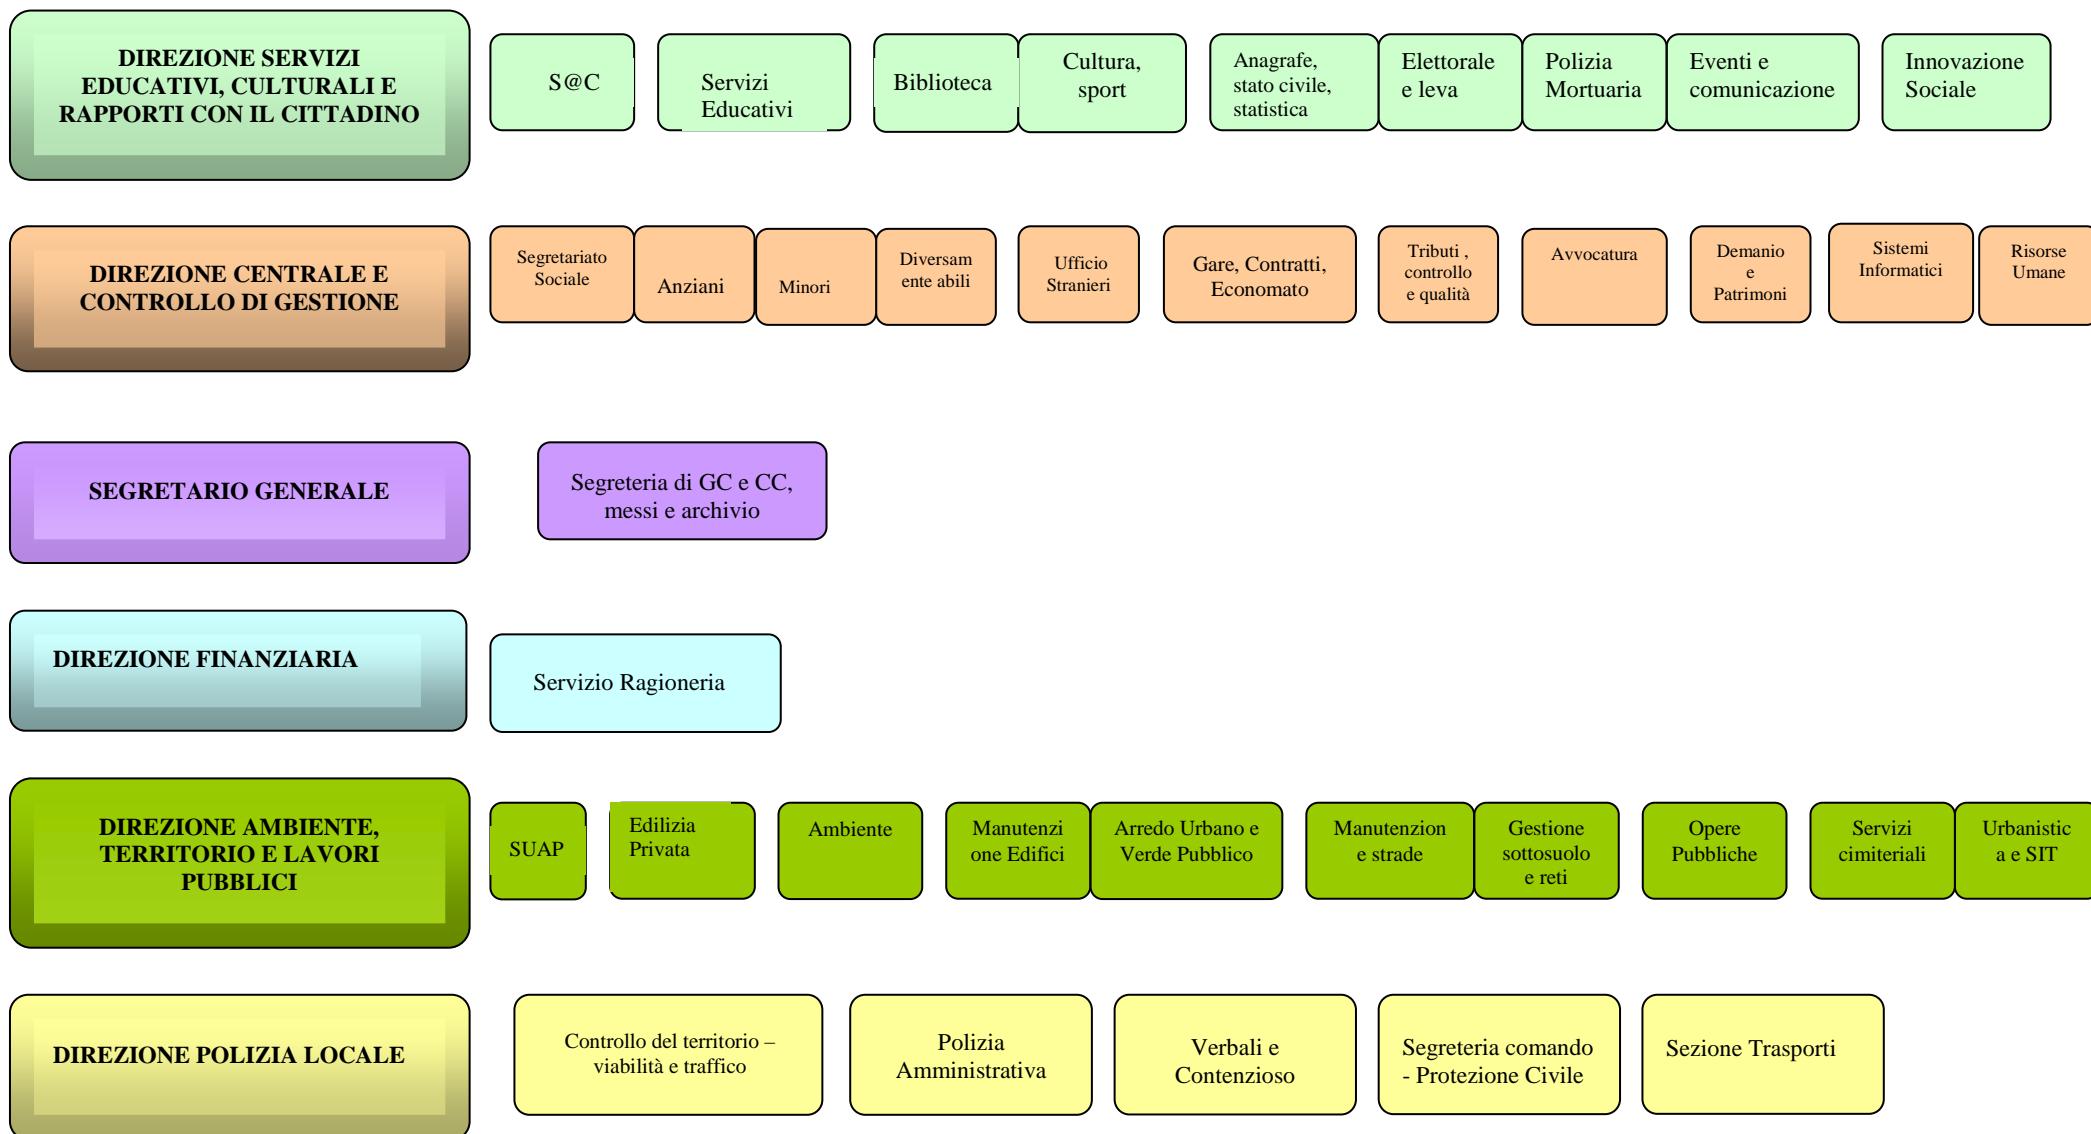 DIREZIONE SERVIZI
EDUCATIVI, CULTURALI E
RAPPORTI CON IL CITTADINO
S@C
Servizi
Educativi
Biblioteca
Cultura,
sport
Anagrafe,
stato civile,
statistica
Elettorale
e leva
Polizia
Mortuaria
Eventi e
comunicazione
Innovazione
Sociale
DIREZIONE CENTRALE E
CONTROLLO DI GESTIONE
Segretariato
Sociale
Anziani
Minori
Diversam
ente abili
Ufficio
Stranieri
Gare, Contratti,
Economato
Tributi ,
controllo
e qualità
Avvocatura
Demanio
e
Patrimoni
Sistemi
Informatici
Risorse
Umane
SEGRETARIO GENERALE
Segreteria di GC e CC,
messi e archivio
DIREZIONE FINANZIARIA
Servizio Ragioneria
DIREZIONE AMBIENTE,
TERRITORIO E LAVORI
PUBBLICI
SUAP
Edilizia
Privata
Ambiente
Manutenzi
one Edifici
Arredo Urbano e
Verde Pubblico
Manutenzion
e strade
Gestione
sottosuolo
e reti
Opere
Pubbliche
Servizi
cimiteriali
Urbanistic
a e SIT
DIREZIONE POLIZIA LOCALE
Controllo del territorio –
viabilità e traffico
Polizia
Amministrativa
Verbali e
Contenzioso
Segreteria comando
- Protezione Civile
Sezione Trasporti